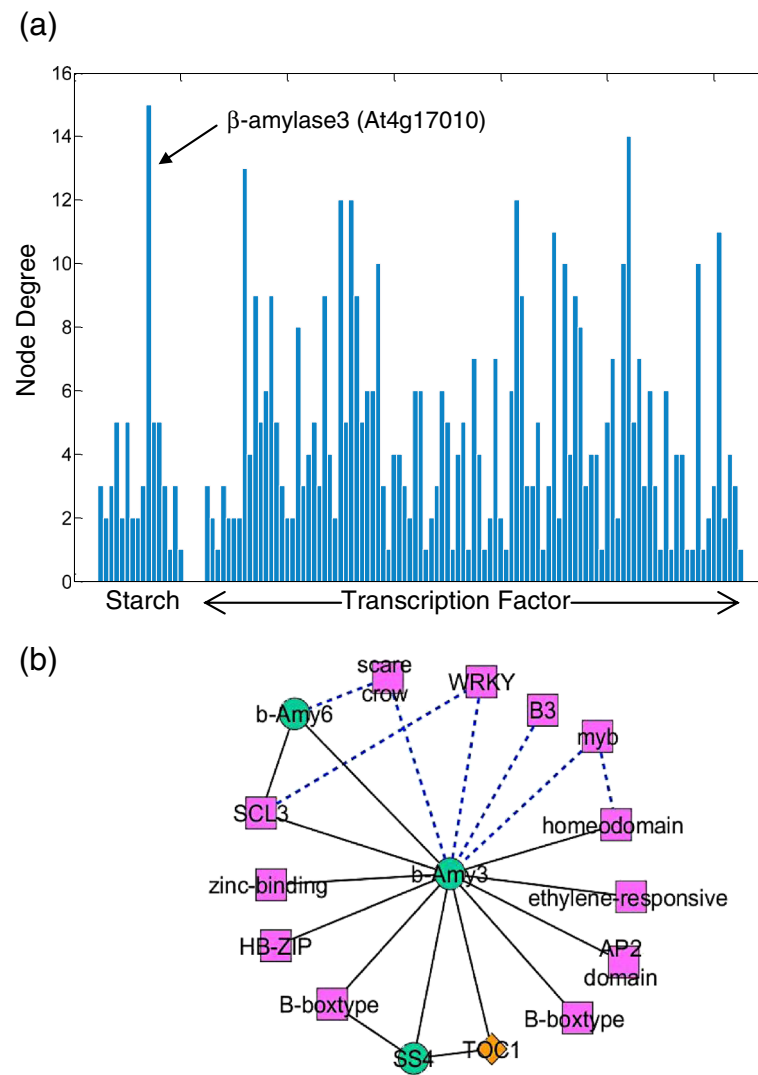 (a)
16
14
12
10
8
6
4
2
0
Node Degree
β-amylase3 (At4g17010)
Starch
Transcription Factor
(b)
scare
crow
WRKY
B3
myb
b-Amy6
SCL3
homeodomain
b-Amy3
zinc-binding
ethylene-responsive
HB-ZIP
AP2
domain
B-boxtype
B-boxtype
SS4
TOC1